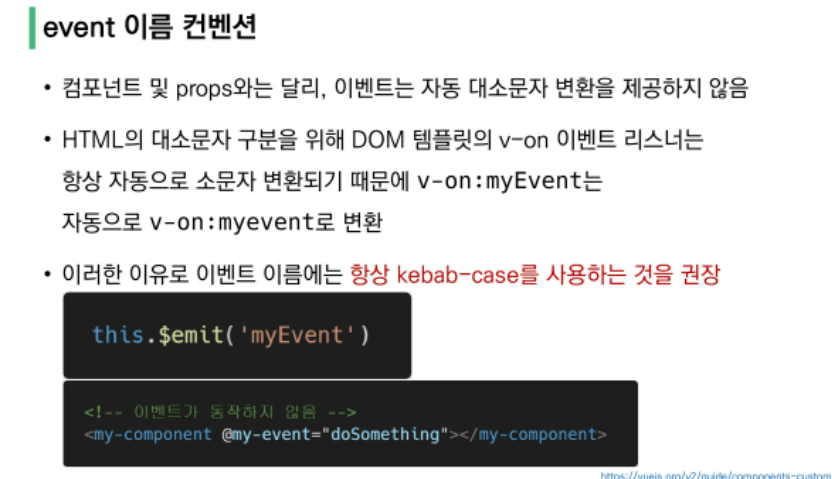 event 이름 컨벤션
• 컴포넌트 및 props와는 달리, 이벤트는 자동 대소문자 변환을 제공하지 않음
• HTML의 대소문자 구분을 위해 DOM 템플릿의 v-on 이벤트 리스너는
항상 자동으로 소문자 변환되기 때문에 v-on:myEvent는
자동으로 v-on:myevent로 변환
• 이러한 이유로 이벤트 이름에는 항상 kebab-case를 사용하는 것을 권장
this.$emit('myEvent')
<!-- 이벤트가 동작하지 않음 -->
<my-component @my-event="doSomething"></my-component>
https://vuejs.org/v2/guide/components-custom